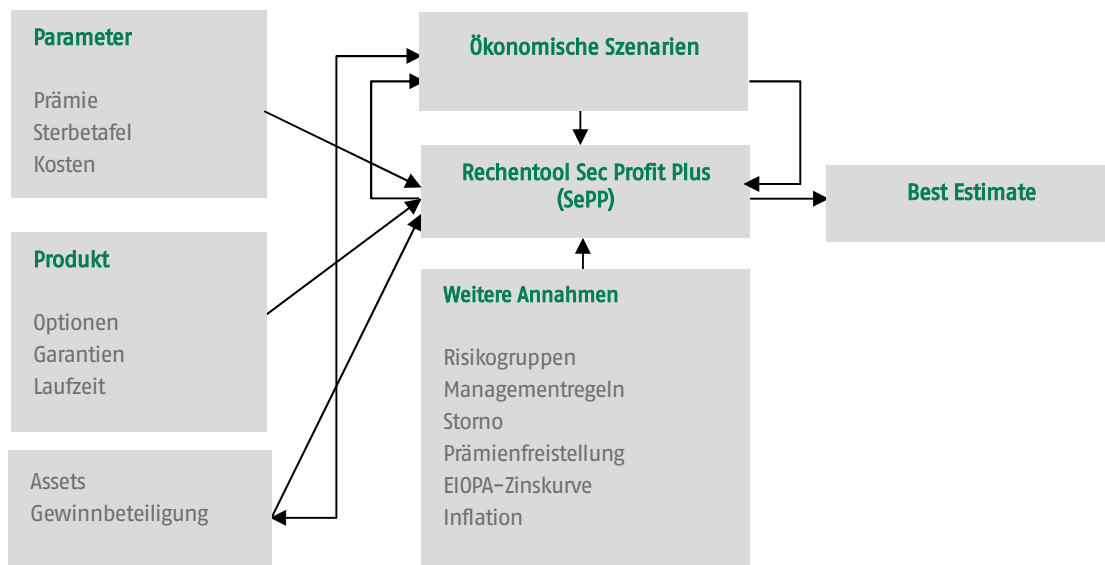 Parameter
Prämie
Sterbetafel
Kosten
Produkt
Optionen
Garantien
Laufzeit
Assets
Gewinnbeteiligung
Ökonomische Szenarien
Rechentool Sec Profit Plus
(SePP)
Weitere Annahmen
Risikogruppen
Managementregeln
Storno
Prämienfreistellung
EIOPA-Zinskurve
Inflation
Best Estimate